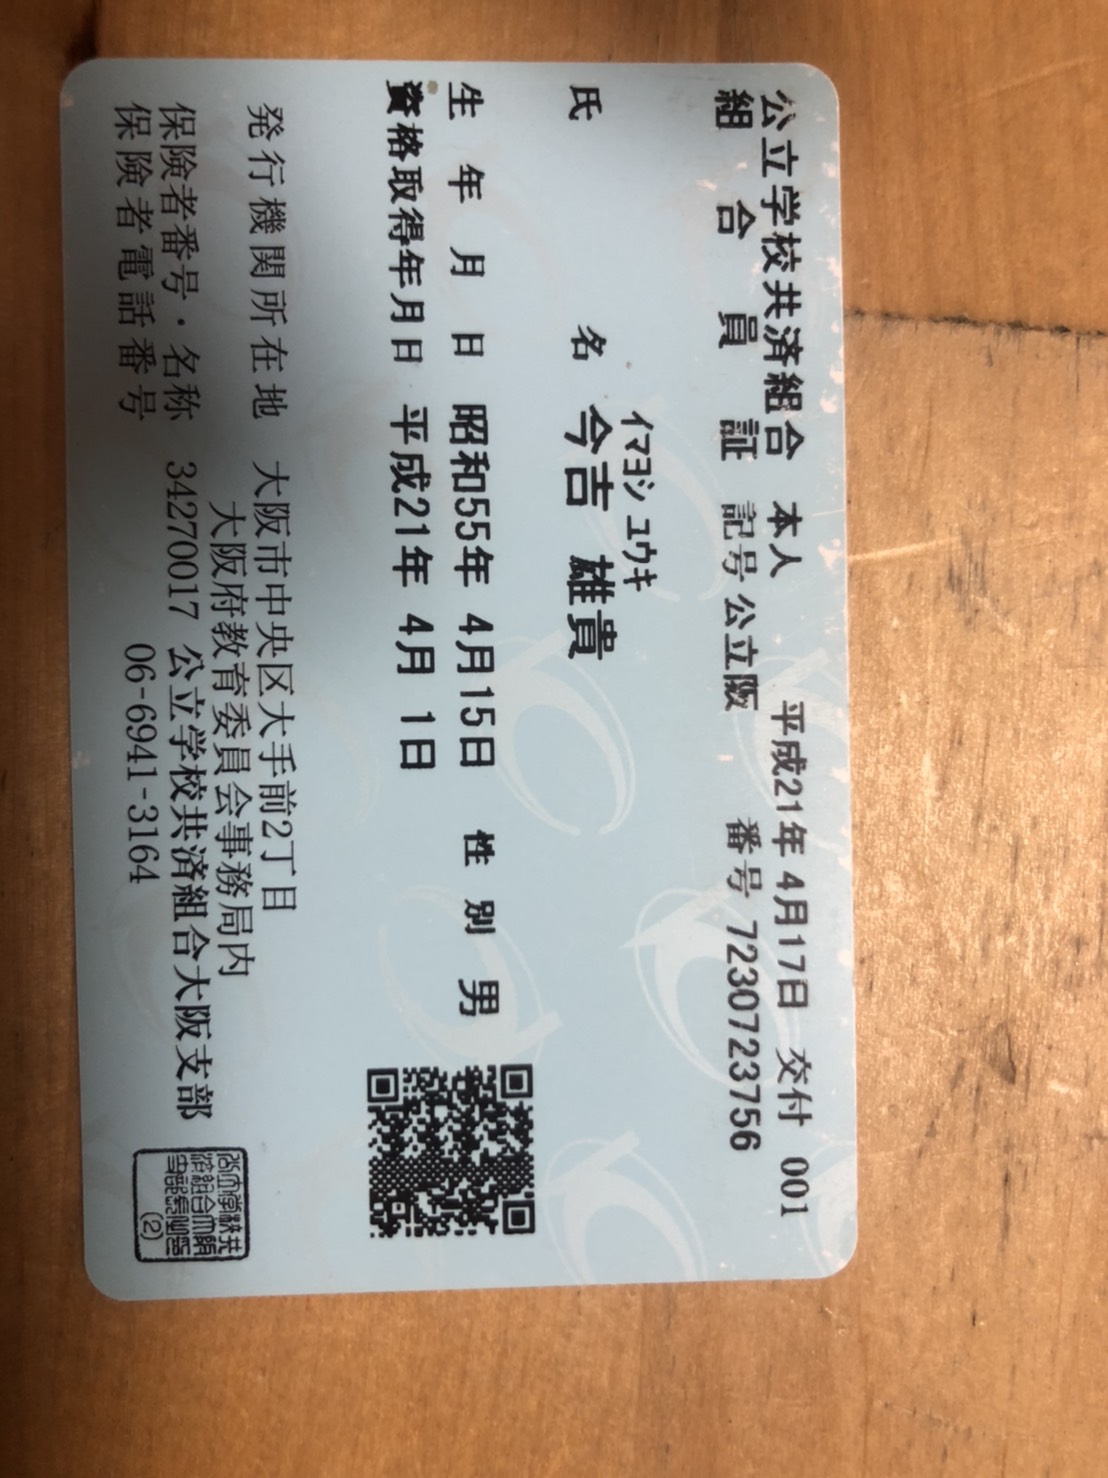 公立学校共済組合 本人 平成21年 4月17日 交付 001
組合員証 記号 公立阪 番号 7230723756
イマヨシ ユウキ
氏名 今吉 雄貴
生年月日 昭和55年 4月15日 性別 男
資格取得年月日 平成21年 4月 1日
発行機関所在地 大阪市中央区大手前2丁目
大阪府教育委員会事務局内
保険者番号・名称 34270017 公立学校共済組合大阪支部
保険者電話番号 06-6941-3164
(2)